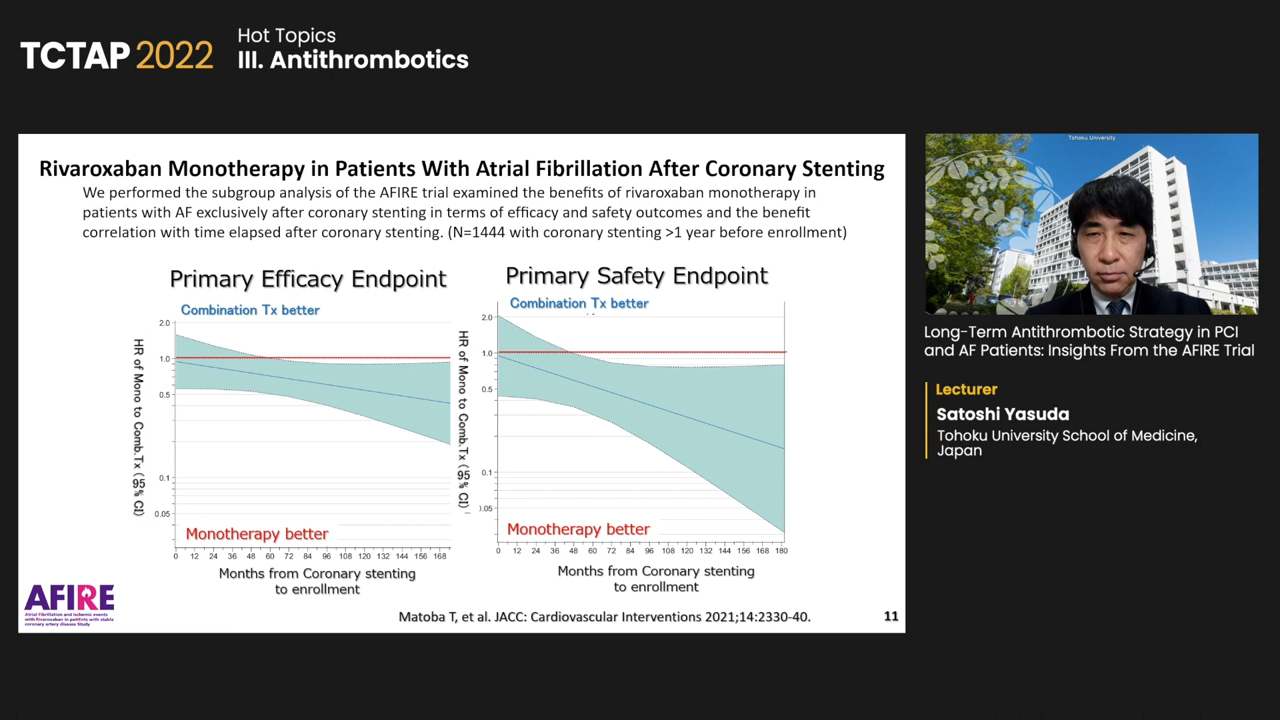 TCTAP 2022
Hot Topics
III. Antithrombotics
Rivaroxaban Monotherapy in Patients With Atrial Fibrillation After Coronary Stenting
We performed the subgroup analysis of the AFIRE trial examined the benefits of rivaroxaban monotherapy in
patients with AF exclusively after coronary stenting in terms of efficacy and safety outcomes and the benefit
correlation with time elapsed after coronary stenting. (N=1444 with coronary stenting >1 year before enrollment)
Primary Efficacy Endpoint
Combination Tx better
HR of Mono to Comb.Tx (95% CI)
2.0
1.0
0.5
0.1
0.05
Monotherapy better
0 12 24 36 48 60 72 84 96 108 120 132 144 156 168
Months from Coronary stenting
to enrollment
Primary Safety Endpoint
Combination Tx better
HR of Mono to Comb.Tx (95% CI)
2.0
1.0
0.5
0.1
0.05
Monotherapy better
0 12 24 36 48 60 72 84 96 108 120 132 144 156 168 180
Months from Coronary stenting
to enrollment
AFIRE
Atrial Fibrillation and Ischemic events
with Rivaroxaban in patients with stable
coronary artery disease Study
Matoba T, et al. JACC: Cardiovascular Interventions 2021;14:2330-40.
11
Tohoku University
Long-Term Antithrombotic Strategy in PCI
and AF Patients: Insights From the AFIRE Trial
Lecturer
Satoshi Yasuda
Tohoku University School of Medicine,
Japan